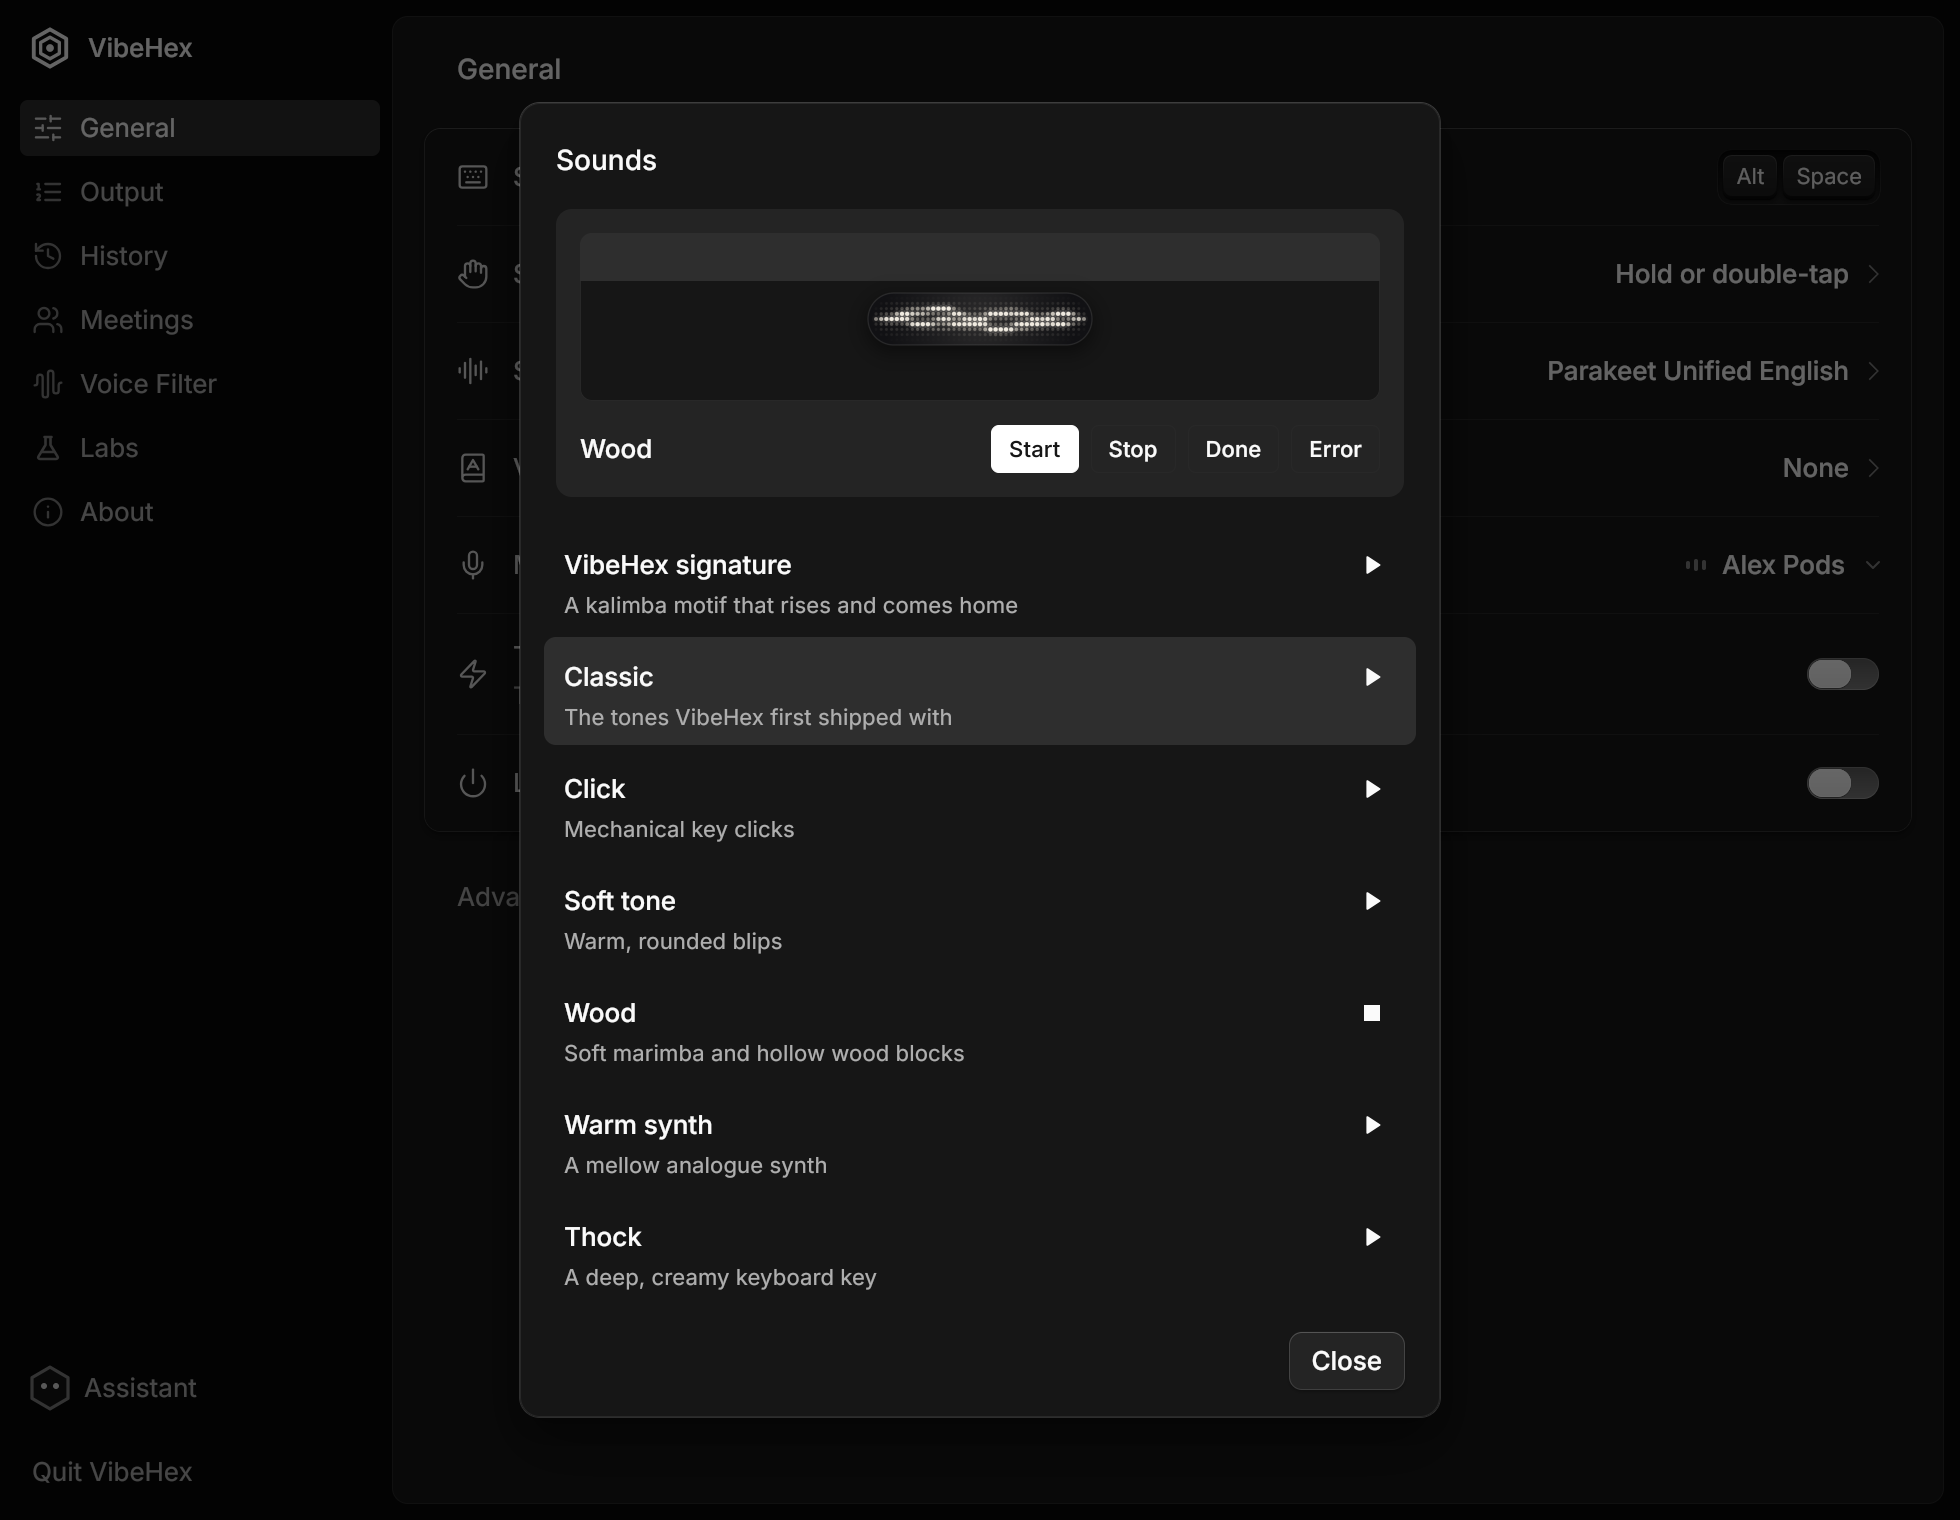 VibeHex
General
Output
History
Meetings
Voice Filter
Labs
About
Assistant
Quit VibeHex
General
Alt Space
Hold or double-tap
Parakeet Unified English
None
Alex Pods
Sounds
Wood
Start Stop Done Error
VibeHex signature
A kalimba motif that rises and comes home
Classic
The tones VibeHex first shipped with
Click
Mechanical key clicks
Soft tone
Warm, rounded blips
Wood
Soft marimba and hollow wood blocks
Warm synth
A mellow analogue synth
Thock
A deep, creamy keyboard key
Close